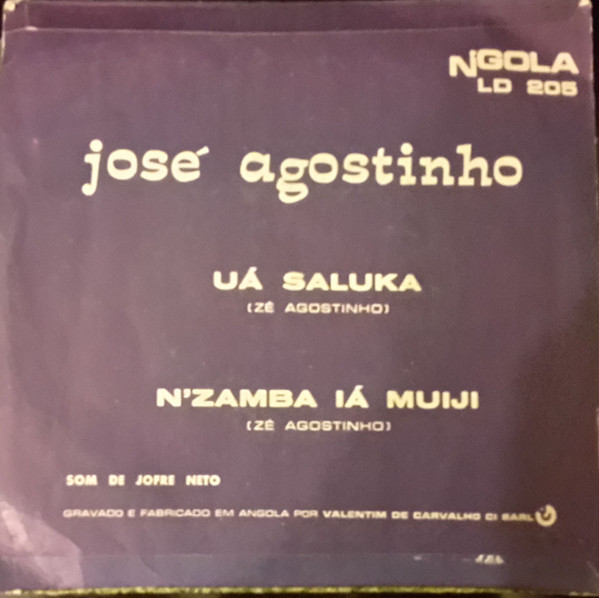 N'GOLA
LD 205
josé agostinho
UÁ SALUKA
(ZÉ AGOSTINHO)
N'ZAMBA IÁ MUIJI
(ZÉ AGOSTINHO)
SOM DE JOFRE NETO
GRAVADO E FABRICADO EM ANGOLA POR VALENTIM DE CARVALHO CI SARL